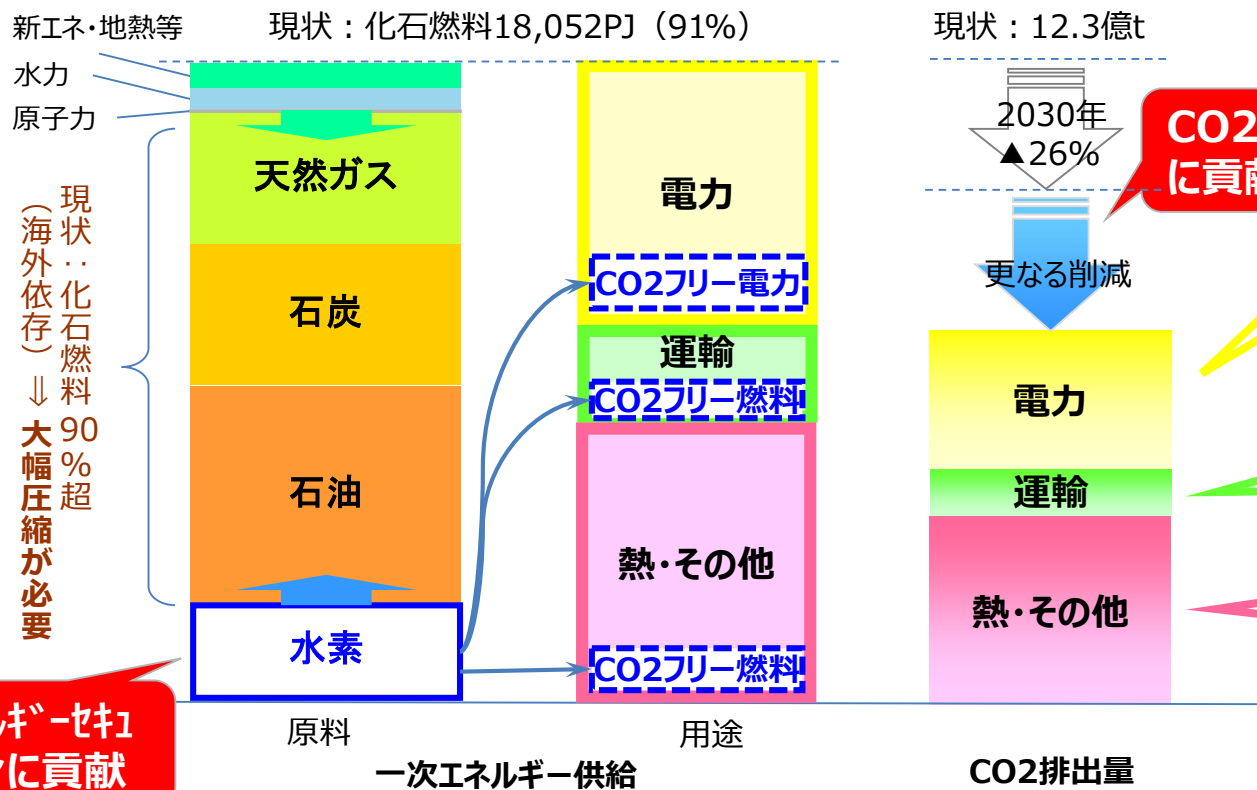 新エネ・地熱等
水力
原子力
現状：化石燃料18,052PJ（91%）
現状：12.3億t
現状：化石燃料90%超
（海外依存）⇓大幅圧縮が必要
天然ガス
石炭
石油
水素
電力
CO2フリー電力
運輸
CO2フリー燃料
熱・その他
CO2フリー燃料
2030年
▲26%
CO2
に貢献
更なる削減
電力
運輸
熱・その他
ﾙｷﾞｰｾｷｭ
に貢献
原料
用途
一次エネルギー供給
CO2排出量